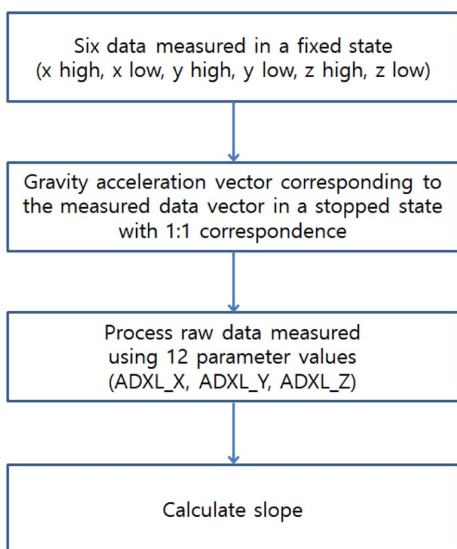 Six data measured in a fixed state
(x high, x low, y high, y low, z high, z low)
Gravity acceleration vector corresponding to
the measured data vector in a stopped state
with 1:1 correspondence
Process raw data measured
using 12 parameter values
(ADXL_X, ADXL_Y, ADXL_Z)
Calculate slope